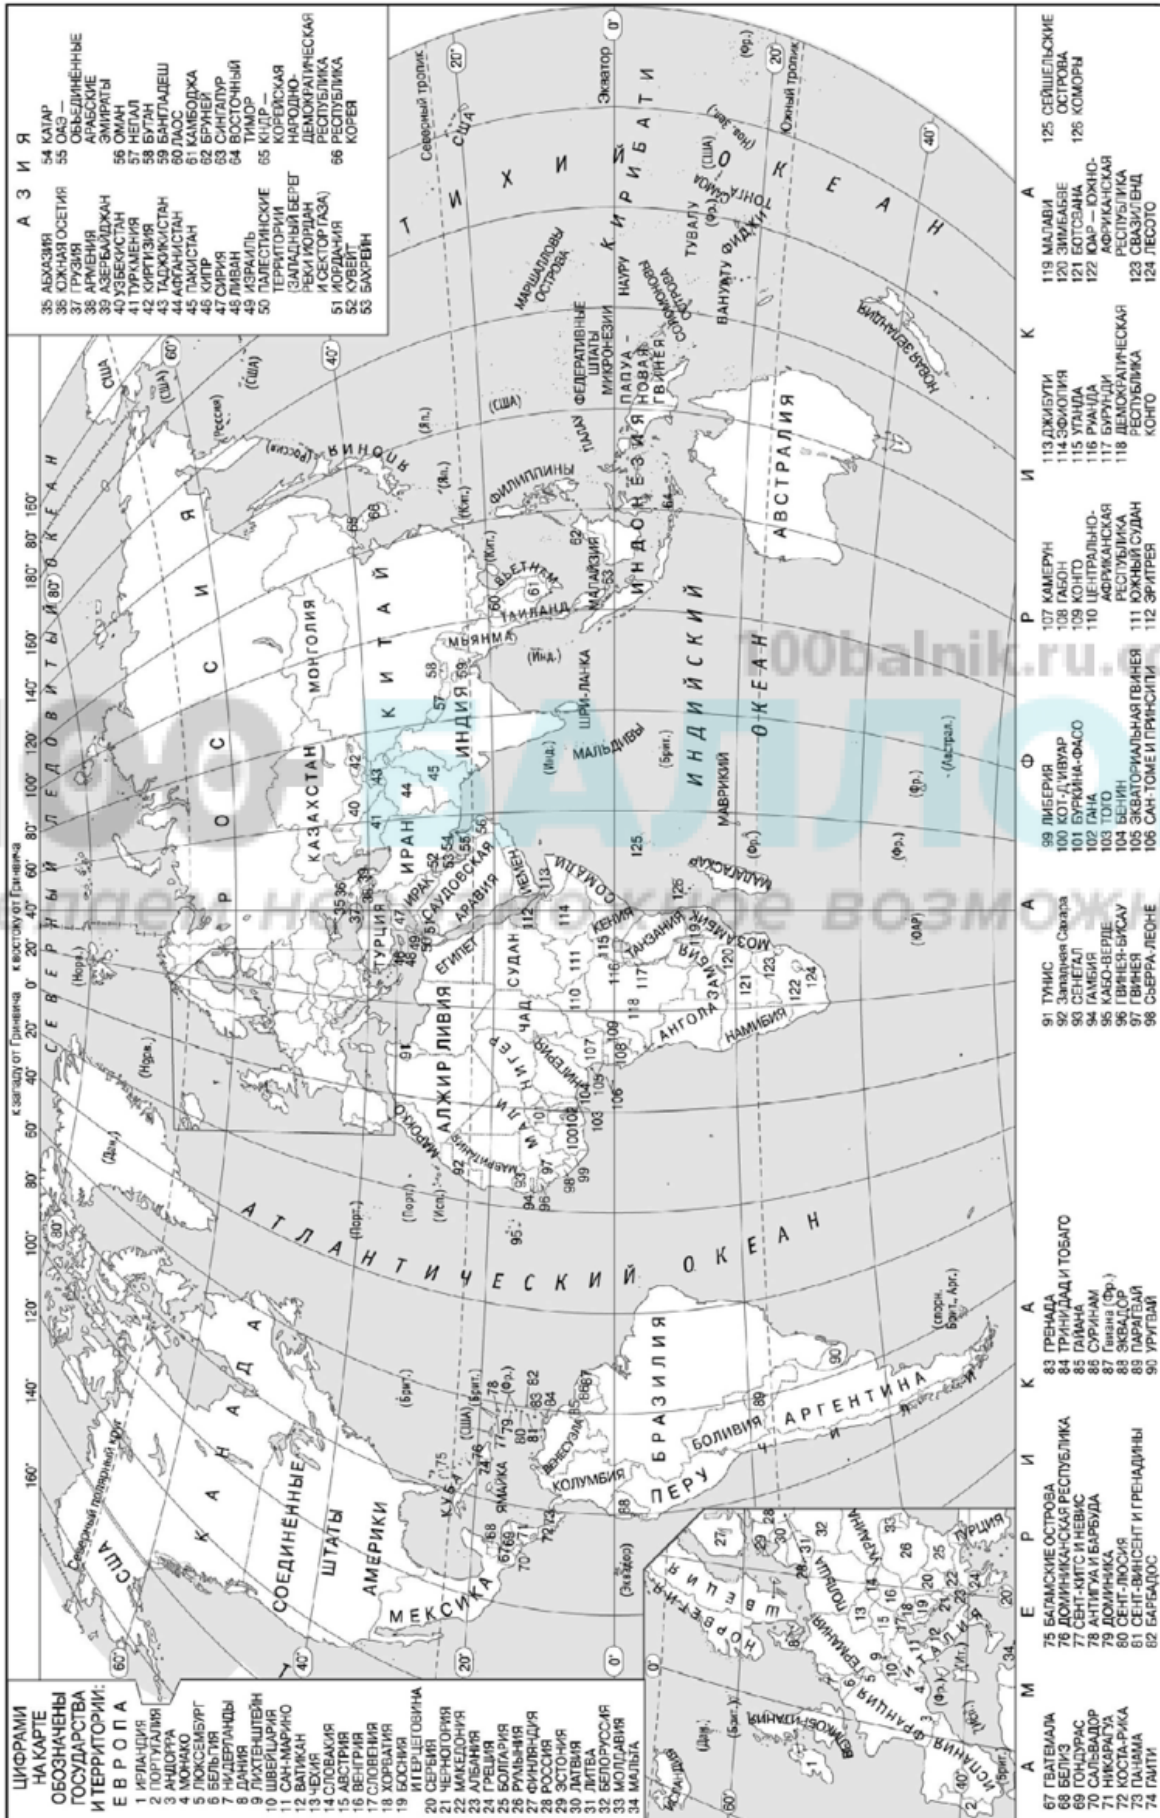 ЦИФРАМИ
НА КАРТЕ
ОБОЗНАЧЕНЫ
ГОСУДАРСТВА
И ТЕРРИТОРИИ:
ЕВРОПА
1 ИРЛАНДИЯ
2 ПОРТУГАЛИЯ
3 АНДОРРА
4 МОНАКО
5 ЛЮКСЕМБУРГ
6 БЕЛЬГИЯ
7 НИДЕРЛАНДЫ
8 ДАНИЯ
9 ЛИХТЕНШТЕЙН
10 ШВЕЙЦАРИЯ
11 САН-МАРИНО
12 ВАТИКАН
13 ЧЕХИЯ
14 СЛОВАКИЯ
15 АВСТРИЯ
16 ВЕНГРИЯ
17 СЛОВЕНИЯ
18 ХОРВАТИЯ
19 БОСНИЯ
И ГЕРЦЕГОВИНА
20 СЕРБИЯ
21 ЧЕРНОГОРИЯ
22 МАКЕДОНИЯ
23 АЛБАНИЯ
24 ГРЕЦИЯ
25 БОЛГАРИЯ
26 РУМЫНИЯ
27 ФИНЛЯНДИЯ
28 РОССИЯ
29 ЭСТОНИЯ
30 ЛАТВИЯ
31 ЛИТВА
32 БЕЛОРУССИЯ
33 МОЛДАВИЯ
34 МАЛЬТА
АЗИЯ
35 АБХАЗИЯ
36 ЮЖНАЯ ОСЕТИЯ
37 ГРУЗИЯ
38 АРМЕНИЯ
39 АЗЕРБАЙДЖАН
40 УЗБЕКИСТАН
41 ТУРКМЕНИЯ
42 КИРГИЗИЯ
43 ТАДЖИКИСТАН
44 АФГАНИСТАН
45 ПАКИСТАН
46 КИПР
47 СИРИЯ
48 ЛИВАН
49 ИЗРАИЛЬ
50 ПАЛЕСТИНСКИЕ
ТЕРРИТОРИИ
(ЗАПАДНЫЙ БЕРЕГ
РЕКИ ИОРДАН
И СЕКТОР ГАЗА)
51 ИОРДАНИЯ
52 КУВЕЙТ
53 БАХРЕЙН
54 КАТАР
55 ОАЭ —
ОБЪЕДИНЁННЫЕ
АРАБСКИЕ
ЭМИРАТЫ
56 ОМАН
57 НЕПАЛ
58 БУТАН
59 БАНГЛАДЕШ
60 ЛАОС
61 КАМБОДЖА
62 БРУНЕЙ
63 СИНГАПУР
64 ВОСТОЧНЫЙ
ТИМОР
65 КНДР —
КОРЕЙСКАЯ
НАРОДНО-
ДЕМОКРАТИЧЕСКАЯ
РЕСПУБЛИКА
66 РЕСПУБЛИКА
КОРЕЯ
к западу от Гринвича
к востоку от Гринвича
СЕВЕРНЫЙ ЛЕДОВИТЫЙ ОКЕАН
Северный полярный круг
Северный тропик
Экватор
Южный тропик
США
КАНАДА
СОЕДИНЁННЫЕ
ШТАТЫ
АМЕРИКИ
МЕКСИКА
КУБА
ЯМАЙКА
ВЕНЕСУЭЛА
КОЛУМБИЯ
ПЕРУ
БРАЗИЛИЯ
БОЛИВИЯ
АРГЕНТИНА
ЧИЛИ
(Эквадор)
(спорн.
Брит., Арг.)
АТЛАНТИЧЕСКИЙ ОКЕАН
РОССИЯ
КАЗАХСТАН
МОНГОЛИЯ
КИТАЙ
ЯПОНИЯ
ИНДИЯ
ИРАН
ИРАК
ТУРЦИЯ
САУДОВСКАЯ
АРАВИЯ
ЙЕМЕН
МЬЯНМА
ТАИЛАНД
ВЬЕТНАМ
МАЛАЙЗИЯ
ФИЛИППИНЫ
ИНДОНЕЗИЯ
ШРИ-ЛАНКА
МАЛЬДИВЫ
МАРОККО
АЛЖИР
ЛИВИЯ
ЕГИПЕТ
МАВРИТАНИЯ
МАЛИ
НИГЕР
ЧАД
СУДАН
НИГЕРИЯ
СОМАЛИ
КЕНИЯ
ТАНЗАНИЯ
АНГОЛА
ЗАМБИЯ
МОЗАМБИК
НАМИБИЯ
МАДАГАСКАР
МАВРИКИЙ
ИНДИЙСКИЙ
ОКЕАН
АВСТРАЛИЯ
НОВАЯ ЗЕЛАНДИЯ
ПАПУА –
НОВАЯ
ГВИНЕЯ
ПАЛАУ
ФЕДЕРАТИВНЫЕ
ШТАТЫ
МИКРОНЕЗИИ
МАРШАЛЛОВЫ
ОСТРОВА
НАУРУ
КИРИБАТИ
СОЛОМОНОВЫ
ОСТРОВА
ТУВАЛУ
ВАНУАТУ
ФИДЖИ
САМОА
ТОНГА
ТИХИЙ
ОКЕАН
ИСЛАНДИЯ
НОРВЕГИЯ
ШВЕЦИЯ
ВЕЛИКОБРИТАНИЯ
ГЕРМАНИЯ
ПОЛЬША
УКРАИНА
ФРАНЦИЯ
ИСПАНИЯ
ИТАЛИЯ
ТУРЦИЯ
АМЕРИКА
67 ГВАТЕМАЛА
68 БЕЛИЗ
69 ГОНДУРАС
70 САЛЬВАДОР
71 НИКАРАГУА
72 КОСТА-РИКА
73 ПАНАМА
74 ГАИТИ
75 БАГАМСКИЕ ОСТРОВА
76 ДОМИНИКАНСКАЯ РЕСПУБЛИКА
77 СЕНТ-КИТС И НЕВИС
78 АНТИГУА И БАРБУДА
79 ДОМИНИКА
80 СЕНТ-ЛЮСИЯ
81 СЕНТ-ВИНСЕНТ И ГРЕНАДИНЫ
82 БАРБАДОС
83 ГРЕНАДА
84 ТРИНИДАД И ТОБАГО
85 ГАЙАНА
86 СУРИНАМ
87 Гвиана (Фр.)
88 ЭКВАДОР
89 ПАРАГВАЙ
90 УРУГВАЙ
АФРИКА
91 ТУНИС
92 Западная Сахара
93 СЕНЕГАЛ
94 ГАМБИЯ
95 КАБО-ВЕРДЕ
96 ГВИНЕЯ-БИСАУ
97 ГВИНЕЯ
98 СЬЕРРА-ЛЕОНЕ
99 ЛИБЕРИЯ
100 КОТ-Д'ИВУАР
101 БУРКИНА-ФАСО
102 ГАНА
103 ТОГО
104 БЕНИН
105 ЭКВАТОРИАЛЬНАЯ ГВИНЕЯ
106 САН-ТОМЕ И ПРИНСИПИ
107 КАМЕРУН
108 ГАБОН
109 КОНГО
110 ЦЕНТРАЛЬНО-
АФРИКАНСКАЯ
РЕСПУБЛИКА
111 ЮЖНЫЙ СУДАН
112 ЭРИТРЕЯ
113 ДЖИБУТИ
114 ЭФИОПИЯ
115 УГАНДА
116 РУАНДА
117 БУРУНДИ
118 ДЕМОКРАТИЧЕСКАЯ
РЕСПУБЛИКА
КОНГО
119 МАЛАВИ
120 ЗИМБАБВЕ
121 БОТСВАНА
122 ЮАР — ЮЖНО-
АФРИКАНСКАЯ
РЕСПУБЛИКА
123 СВАЗИЛЕНД
124 ЛЕСОТО
125 СЕЙШЕЛЬСКИЕ
ОСТРОВА
126 КОМОРЫ
100balnik.ru.c
БАЛЛО